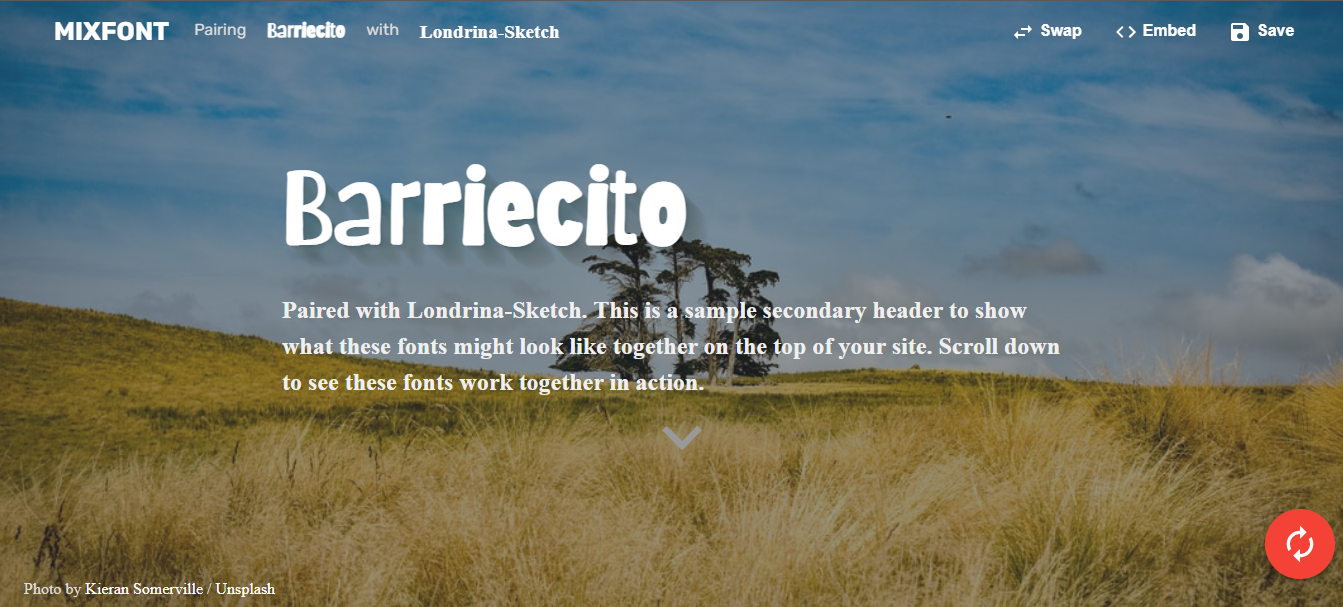 MIXFONT Pairing Barriecito with Londrina-Sketch Swap Embed Save
Barriecito
Paired with Londrina-Sketch. This is a sample secondary header to show
what these fonts might look like together on the top of your site. Scroll down
to see these fonts work together in action.
Photo by Kieran Somerville / Unsplash